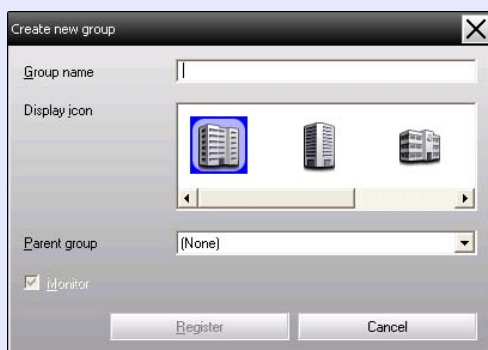 Create new group
Group name
Display icon
Parent group
(None)
Monitor
Register
Cancel